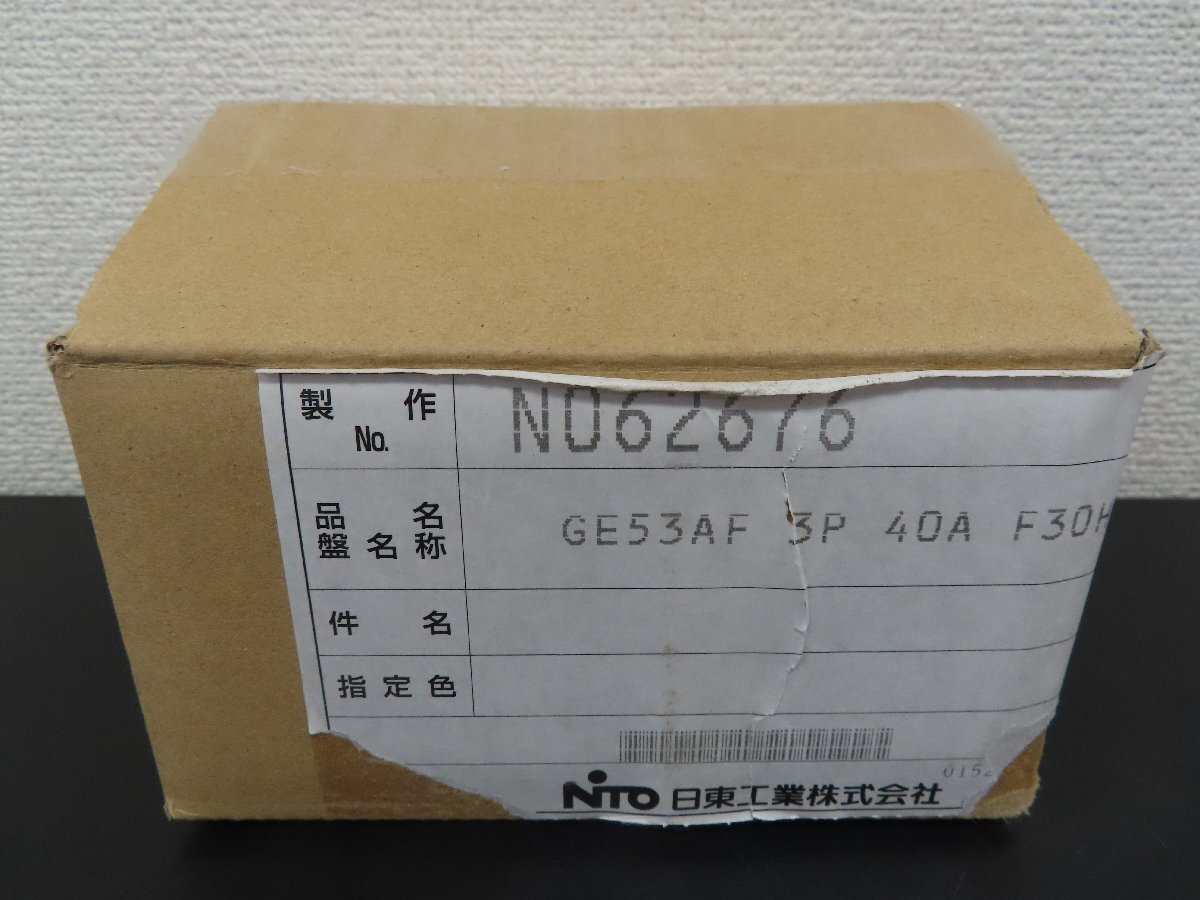 製作 No. N062676
品名 盤名称 GE53AF 3P 40A F30H
件名
指定色
0152
NITO 日東工業株式会社